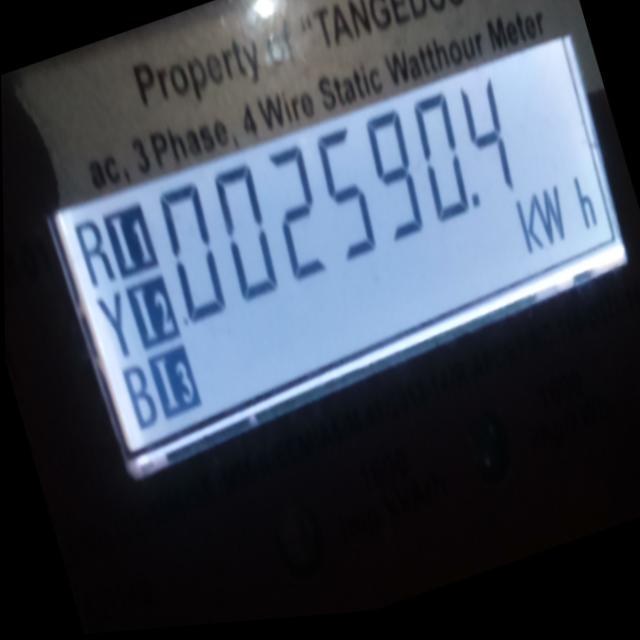 Property of "TANGEDCO
ac, 3 Phase, 4 Wire Static Watthour Meter
R L1 002590.4
kW h
Y L2
B L3